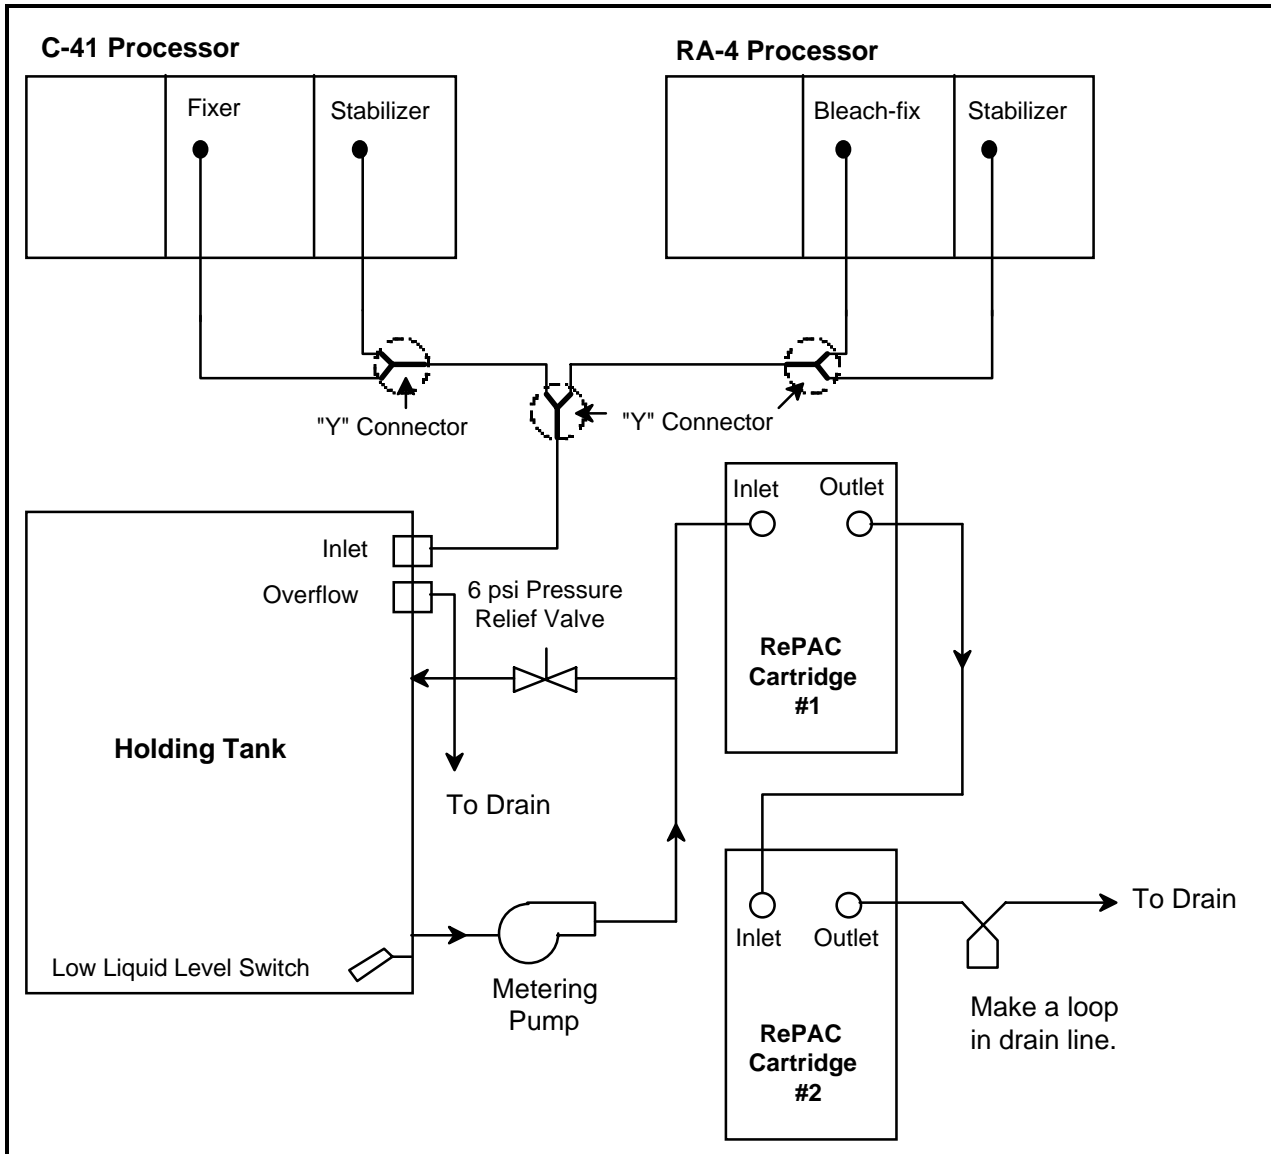 C-41 Processor
RA-4 Processor
Fixer
Stabilizer
Bleach-fix
Stabilizer
"Y" Connector
"Y" Connector
Inlet
Outlet
Inlet
Overflow
6 psi Pressure
Relief Valve
RePAC
Cartridge
#1
Holding Tank
To Drain
To Drain
Inlet
Outlet
Low Liquid Level Switch
Metering
Pump
Make a loop
in drain line.
RePAC
Cartridge
#2